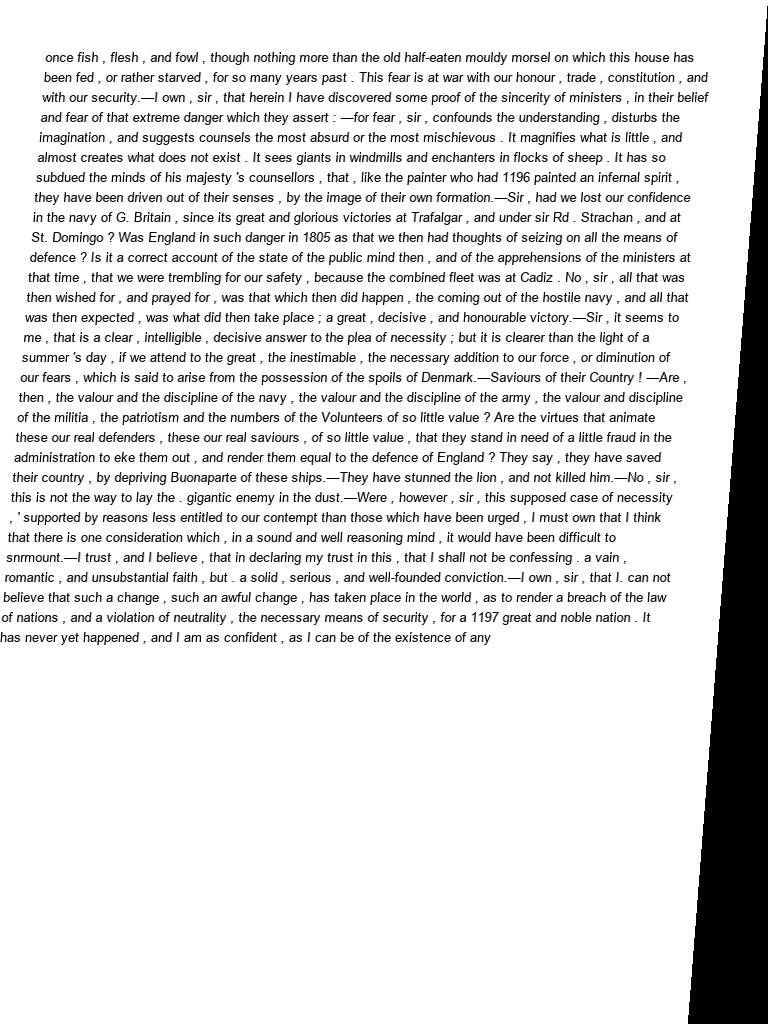 once fish , flesh , and fowl , though nothing more than the old half-eaten mouldy morsel on which this house has
been fed , or rather starved , for so many years past . This fear is at war with our honour , trade , constitution , and
with our security.—I own , sir , that herein I have discovered some proof of the sincerity of ministers , in their belief
and fear of that extreme danger which they assert : —for fear , sir , confounds the understanding , disturbs the
imagination , and suggests counsels the most absurd or the most mischievous . It magnifies what is little , and
almost creates what does not exist . It sees giants in windmills and enchanters in flocks of sheep . It has so
subdued the minds of his majesty 's counsellors , that , like the painter who had 1196 painted an infernal spirit ,
they have been driven out of their senses , by the image of their own formation.—Sir , had we lost our confidence
in the navy of G. Britain , since its great and glorious victories at Trafalgar , and under sir Rd . Strachan , and at
St. Domingo ? Was England in such danger in 1805 as that we then had thoughts of seizing on all the means of
defence ? Is it a correct account of the state of the public mind then , and of the apprehensions of the ministers at
that time , that we were trembling for our safety , because the combined fleet was at Cadiz . No , sir , all that was
then wished for , and prayed for , was that which then did happen , the coming out of the hostile navy , and all that
was then expected , was what did then take place ; a great , decisive , and honourable victory.—Sir , it seems to
me , that is a clear , intelligible , decisive answer to the plea of necessity ; but it is clearer than the light of a
summer 's day , if we attend to the great , the inestimable , the necessary addition to our force , or diminution of
our fears , which is said to arise from the possession of the spoils of Denmark.—Saviours of their Country ! —Are ,
then , the valour and the discipline of the navy , the valour and the discipline of the army , the valour and discipline
of the militia , the patriotism and the numbers of the Volunteers of so little value ? Are the virtues that animate
these our real defenders , these our real saviours , of so little value , that they stand in need of a little fraud in the
administration to eke them out , and render them equal to the defence of England ? They say , they have saved
their country , by depriving Buonaparte of these ships.—They have stunned the lion , and not killed him.—No , sir ,
this is not the way to lay the . gigantic enemy in the dust.—Were , however , sir , this supposed case of necessity
, ' supported by reasons less entitled to our contempt than those which have been urged , I must own that I think
that there is one consideration which , in a sound and well reasoning mind , it would have been difficult to
snrmount.—I trust , and I believe , that in declaring my trust in this , that I shall not be confessing . a vain ,
romantic , and unsubstantial faith , but . a solid , serious , and well-founded conviction.—I own , sir , that I. can not
believe that such a change , such an awful change , has taken place in the world , as to render a breach of the law
of nations , and a violation of neutrality , the necessary means of security , for a 1197 great and noble nation . It
has never yet happened , and I am as confident , as I can be of the existence of any